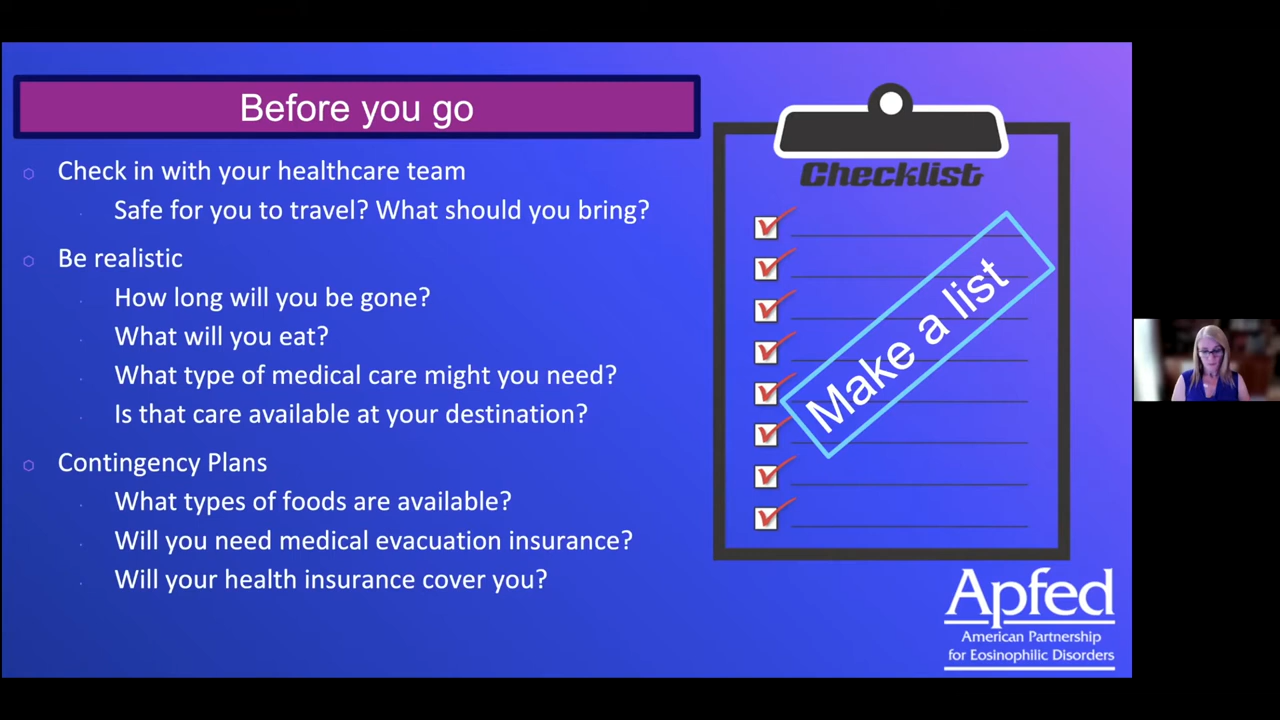 Before you go
Check in with your healthcare team
Safe for you to travel? What should you bring?
Be realistic
How long will you be gone?
What will you eat?
What type of medical care might you need?
Is that care available at your destination?
Contingency Plans
What types of foods are available?
Will you need medical evacuation insurance?
Will your health insurance cover you?
Checklist
Make a list
Apfed
American Partnership
for Eosinophilic Disorders